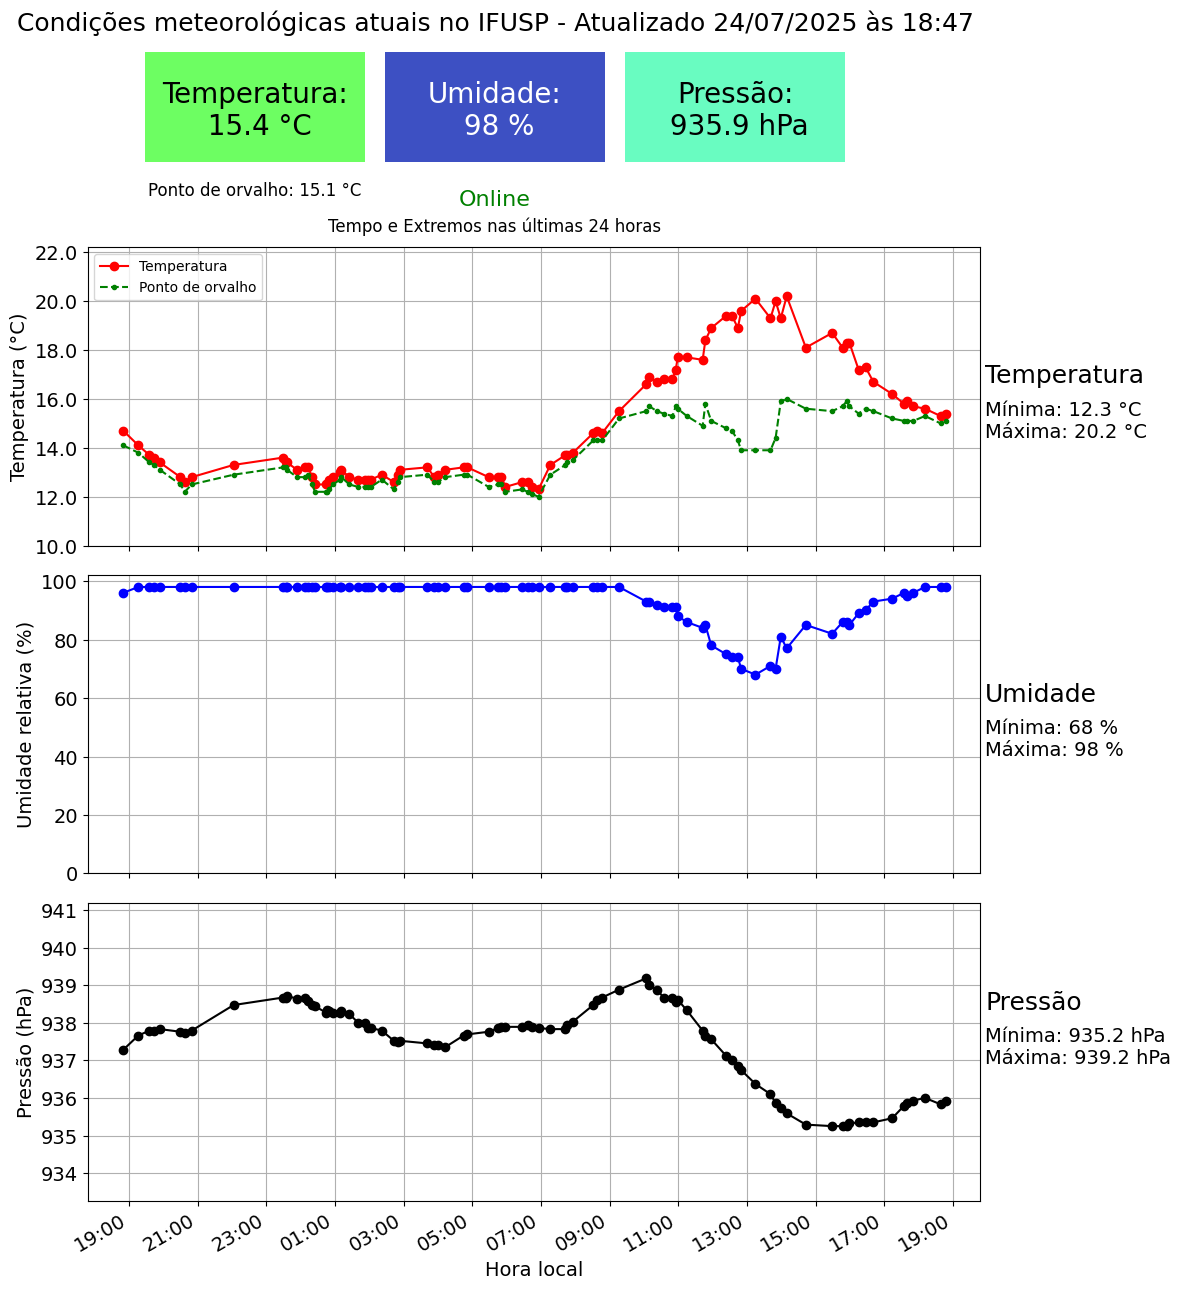 Condições meteorológicas atuais no IFUSP - Atualizado 24/07/2025 às 18:47
Temperatura:
15.4 °C
Umidade:
98 %
Pressão:
935.9 hPa
Ponto de orvalho: 15.1 °C
Online
Tempo e Extremos nas últimas 24 horas
Temperatura (°C)
22.0
20.0
18.0
16.0
14.0
12.0
10.0
Temperatura
Ponto de orvalho
Temperatura
Mínima: 12.3 °C
Máxima: 20.2 °C
Umidade relativa (%)
100
80
60
40
20
0
Umidade
Mínima: 68 %
Máxima: 98 %
Pressão (hPa)
941
940
939
938
937
936
935
934
Pressão
Mínima: 935.2 hPa
Máxima: 939.2 hPa
19:00 21:00 23:00 01:00 03:00 05:00 07:00 09:00 11:00 13:00 15:00 17:00 19:00
Hora local